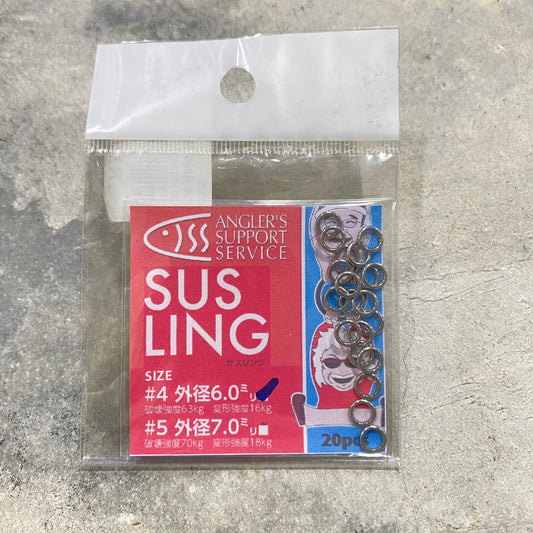 ANGLER'S
SUPPORT
SERVICE
SUS
LING
サスリング
SIZE
#4 外径6.0ミリ
破壊強度63kg 変形強度16kg
#5 外径7.0ミリ
破壊強度70kg 変形強度18kg
20pcs